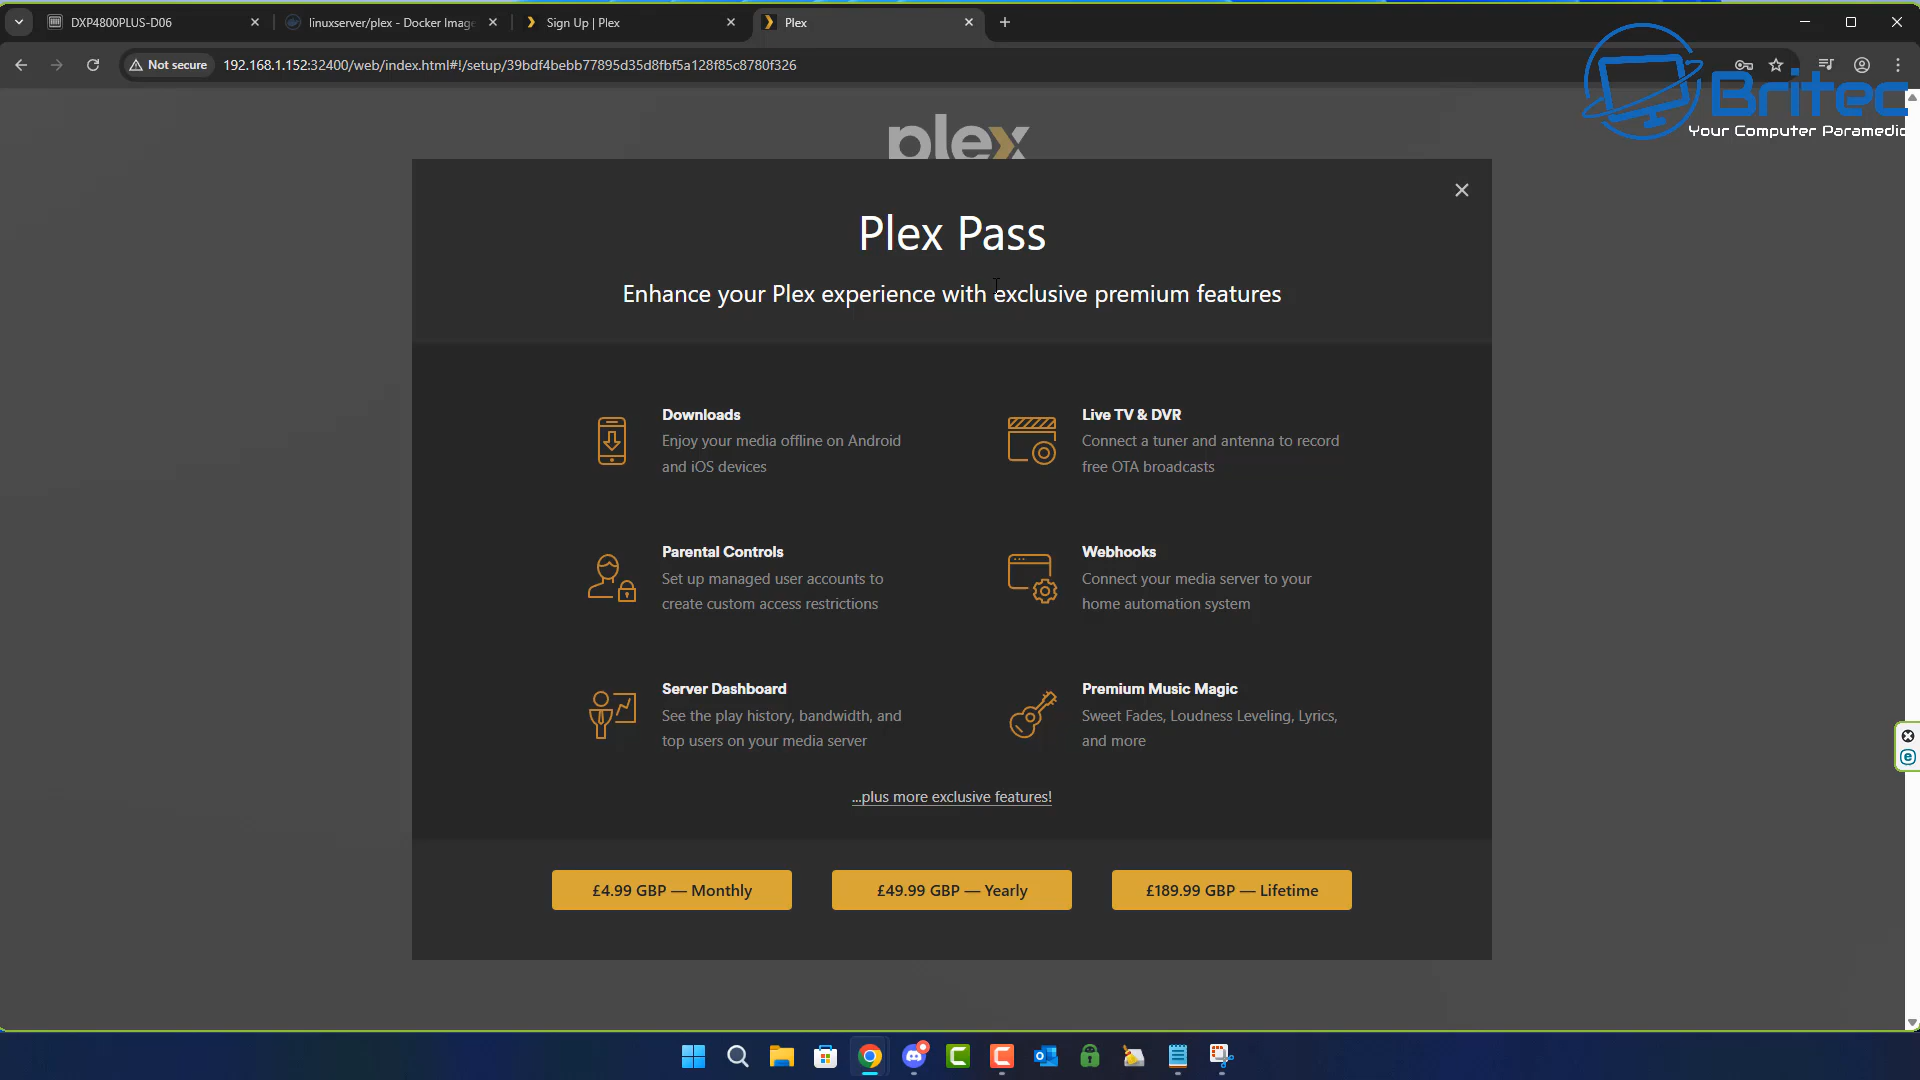 DXP4800PLUS-D06
linuxserver/plex - Docker Imag
Sign Up | Plex
Plex
Not secure
192.168.1.152:32400/web/index.html#!/setup/39bdf4bebb77895d35d8fbf5a128f85c8780f326
Britec
Your Computer Paramedic
plex
Plex Pass
Enhance your Plex experience with exclusive premium features
Downloads
Enjoy your media offline on Android
and iOS devices
Live TV & DVR
Connect a tuner and antenna to record
free OTA broadcasts
Parental Controls
Set up managed user accounts to
create custom access restrictions
Webhooks
Connect your media server to your
home automation system
Server Dashboard
See the play history, bandwidth, and
top users on your media server
Premium Music Magic
Sweet Fades, Loudness Leveling, Lyrics,
and more
...plus more exclusive features!
£4.99 GBP — Monthly
£49.99 GBP — Yearly
£189.99 GBP — Lifetime